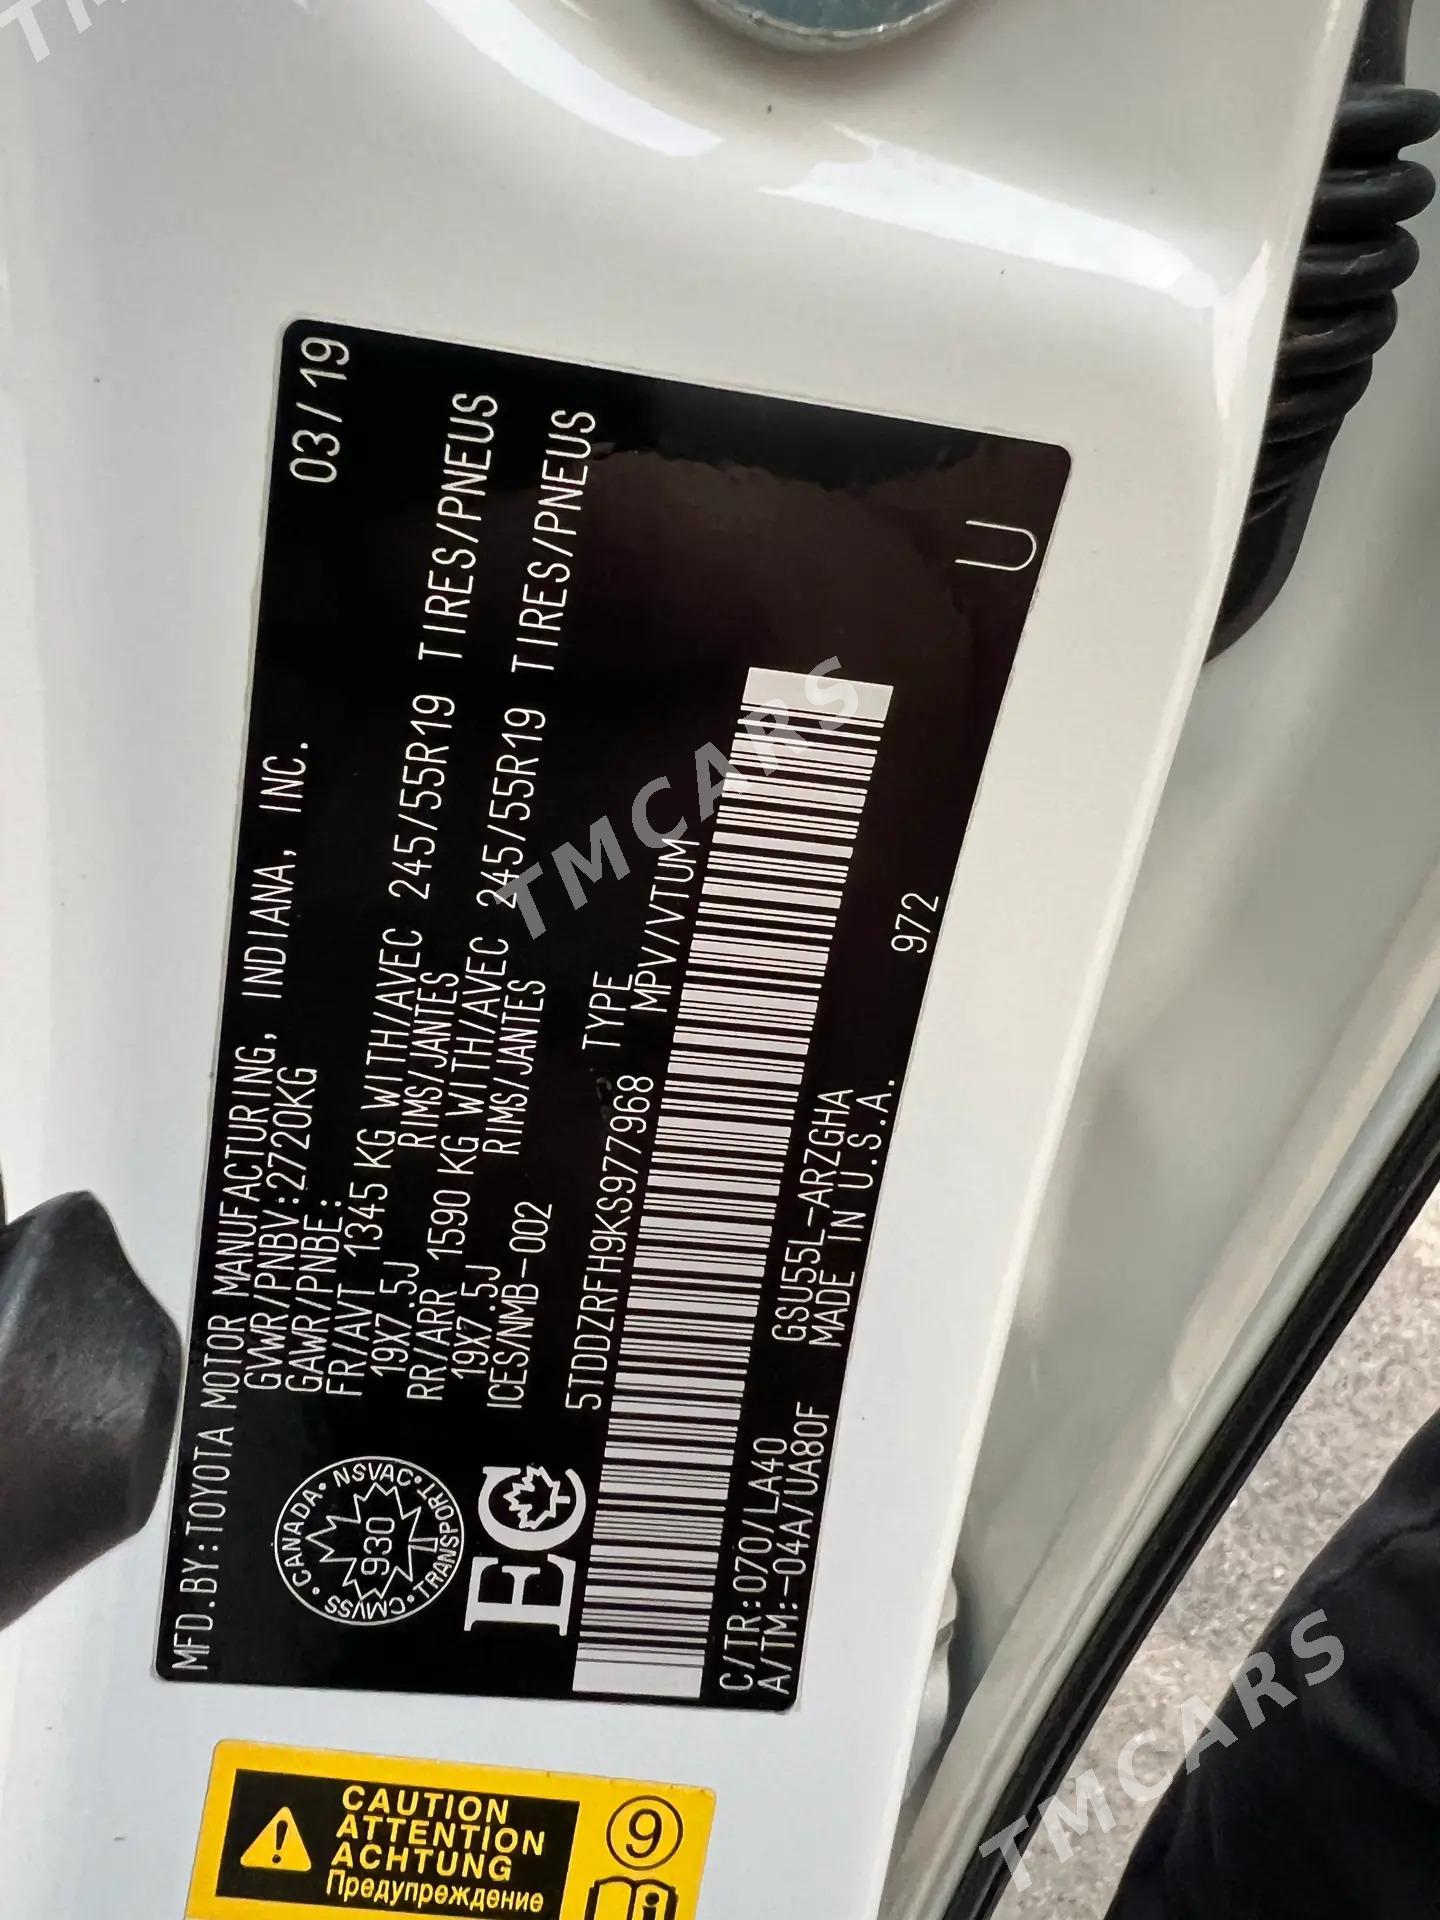 MFD.BY:TOYOTA MOTOR MANUFACTURING, INDIANA, INC. 03/19
GVWR/PNBV:2720KG
GAWR/PNBE:
FR/AVT 1345 KG WITH/AVEC 245/55R19 TIRES/PNEUS
19X7.5J RIMS/JANTES
RR/ARR 1590 KG WITH/AVEC 245/55R19 TIRES/PNEUS
19X7.5J RIMS/JANTES
ICES/NMB-002
CANADA • NSVAC • TRANSPORT • CMVSS •
930
EC
5TDDZRFH9KS977968 TYPE
MPV/VTUM
C/TR:070/LA40 GSU55L-ARZGHA
A/TM:-04A/UA80F MADE IN U.S.A. 972
U
CAUTION
ATTENTION
ACHTUNG
Предупреждение
9
i
TMCARS
TMCARS